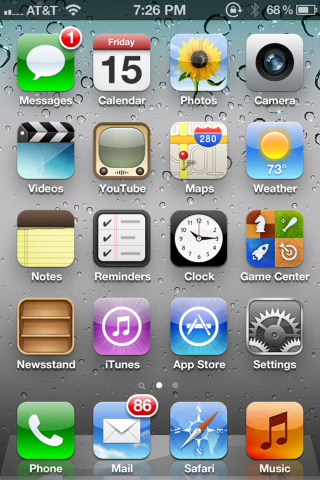 AT&T 7:26 PM 68%
1
Friday
15
Messages Calendar Photos Camera
280
73°
Videos YouTube Maps Weather
Notes Reminders Clock Game Center
Newsstand iTunes App Store Settings
86
Phone Mail Safari Music